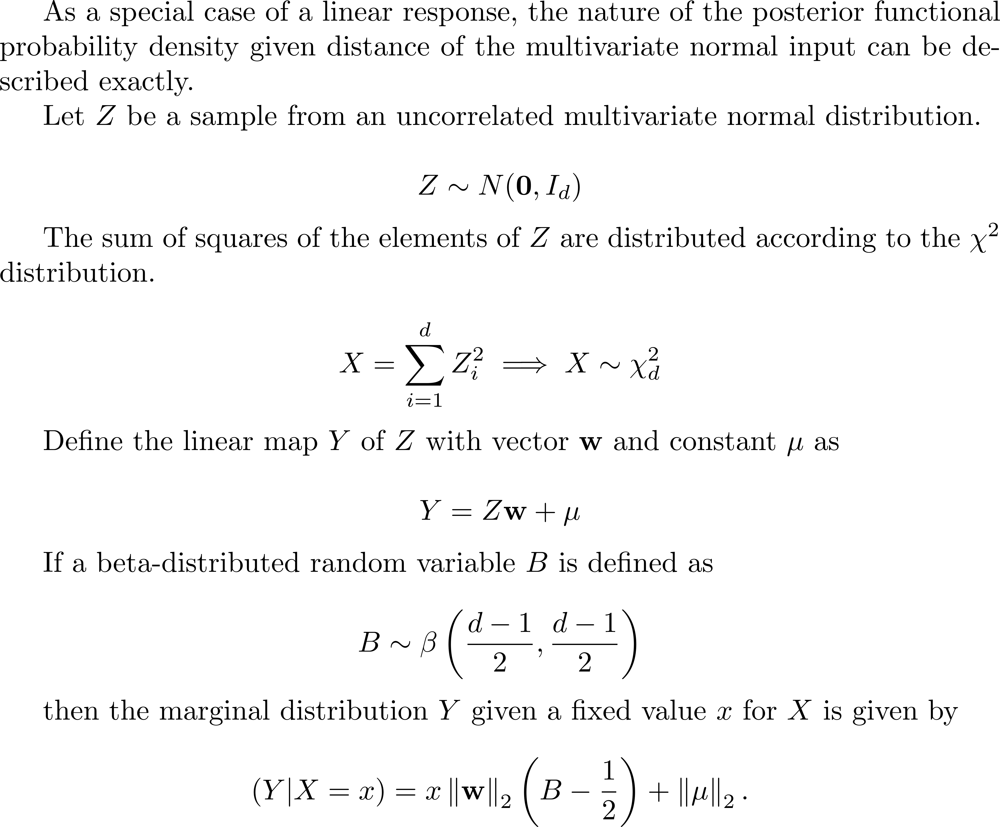 As a special case of a linear response, the nature of the posterior functional
probability density given distance of the multivariate normal input can be de-
scribed exactly.
Let $Z$ be a sample from an uncorrelated multivariate normal distribution.
$$Z \sim N(\mathbf{0}, I_d)$$
The sum of squares of the elements of $Z$ are distributed according to the $\chi^2$
distribution.
$$X = \sum_{i=1}^{d} Z_i^2 \implies X \sim \chi_d^2$$
Define the linear map $Y$ of $Z$ with vector $\mathbf{w}$ and constant $\mu$ as
$$Y = Z\mathbf{w} + \mu$$
If a beta-distributed random variable $B$ is defined as
$$B \sim \beta\left(\frac{d-1}{2}, \frac{d-1}{2}\right)$$
then the marginal distribution $Y$ given a fixed value $x$ for $X$ is given by
$$(Y|X = x) = x \left\|\mathbf{w}\right\|_2 \left(B - \frac{1}{2}\right) + \left\|\mu\right\|_2.$$